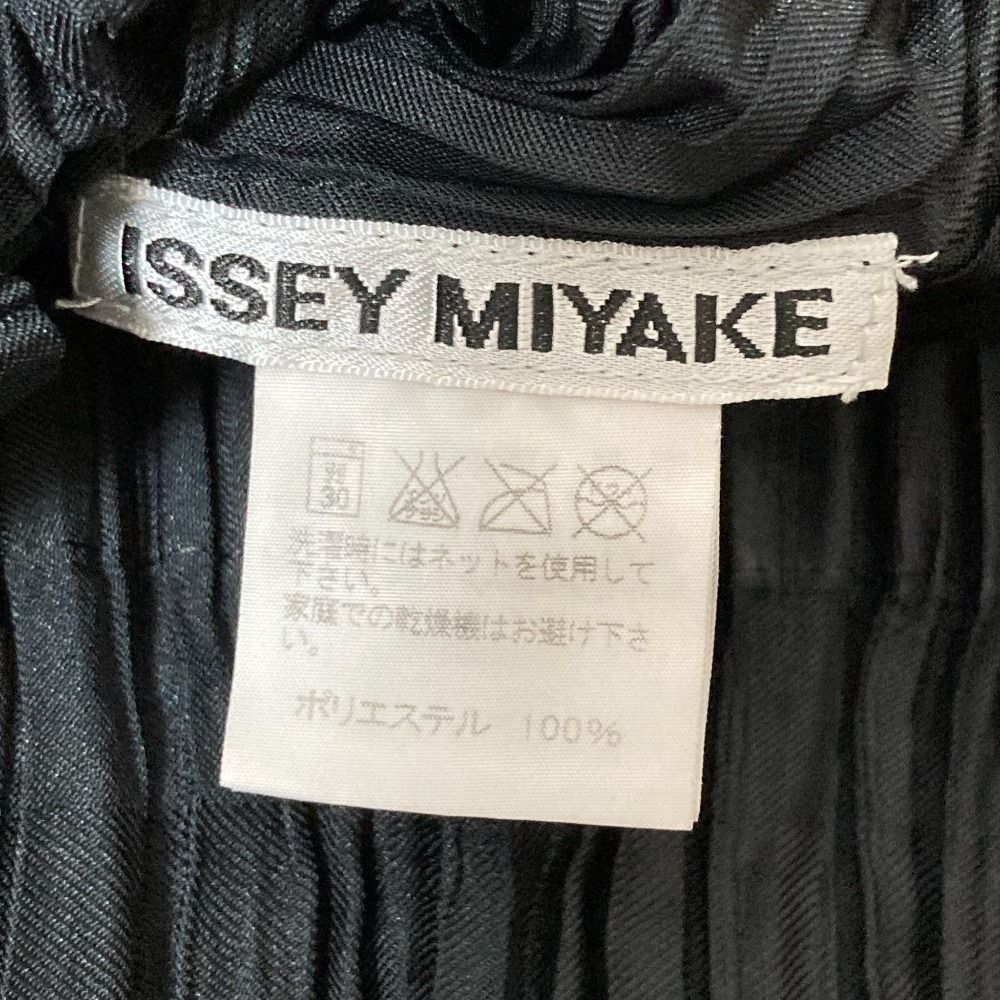 ISSEY MIYAKE
30
洗濯時にはネットを使用して
下さい。
家庭での乾燥機はお避け下さ
い。
ポリエステル 100%